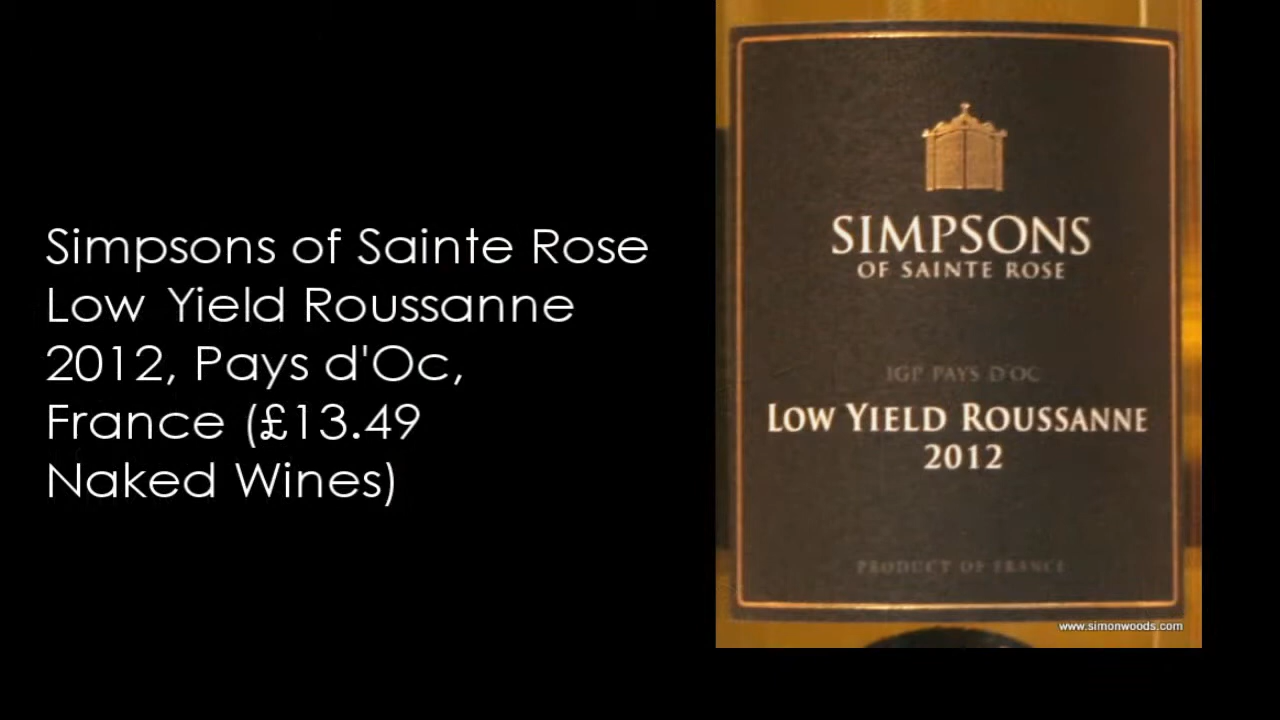 Simpsons of Sainte Rose
Low Yield Roussanne
2012, Pays d'Oc,
France (£13.49
Naked Wines)
SIMPSONS
OF SAINTE ROSE
IGP PAYS D'OC
LOW YIELD ROUSSANNE
2012
PRODUCT OF FRANCE
www.simonwoods.com